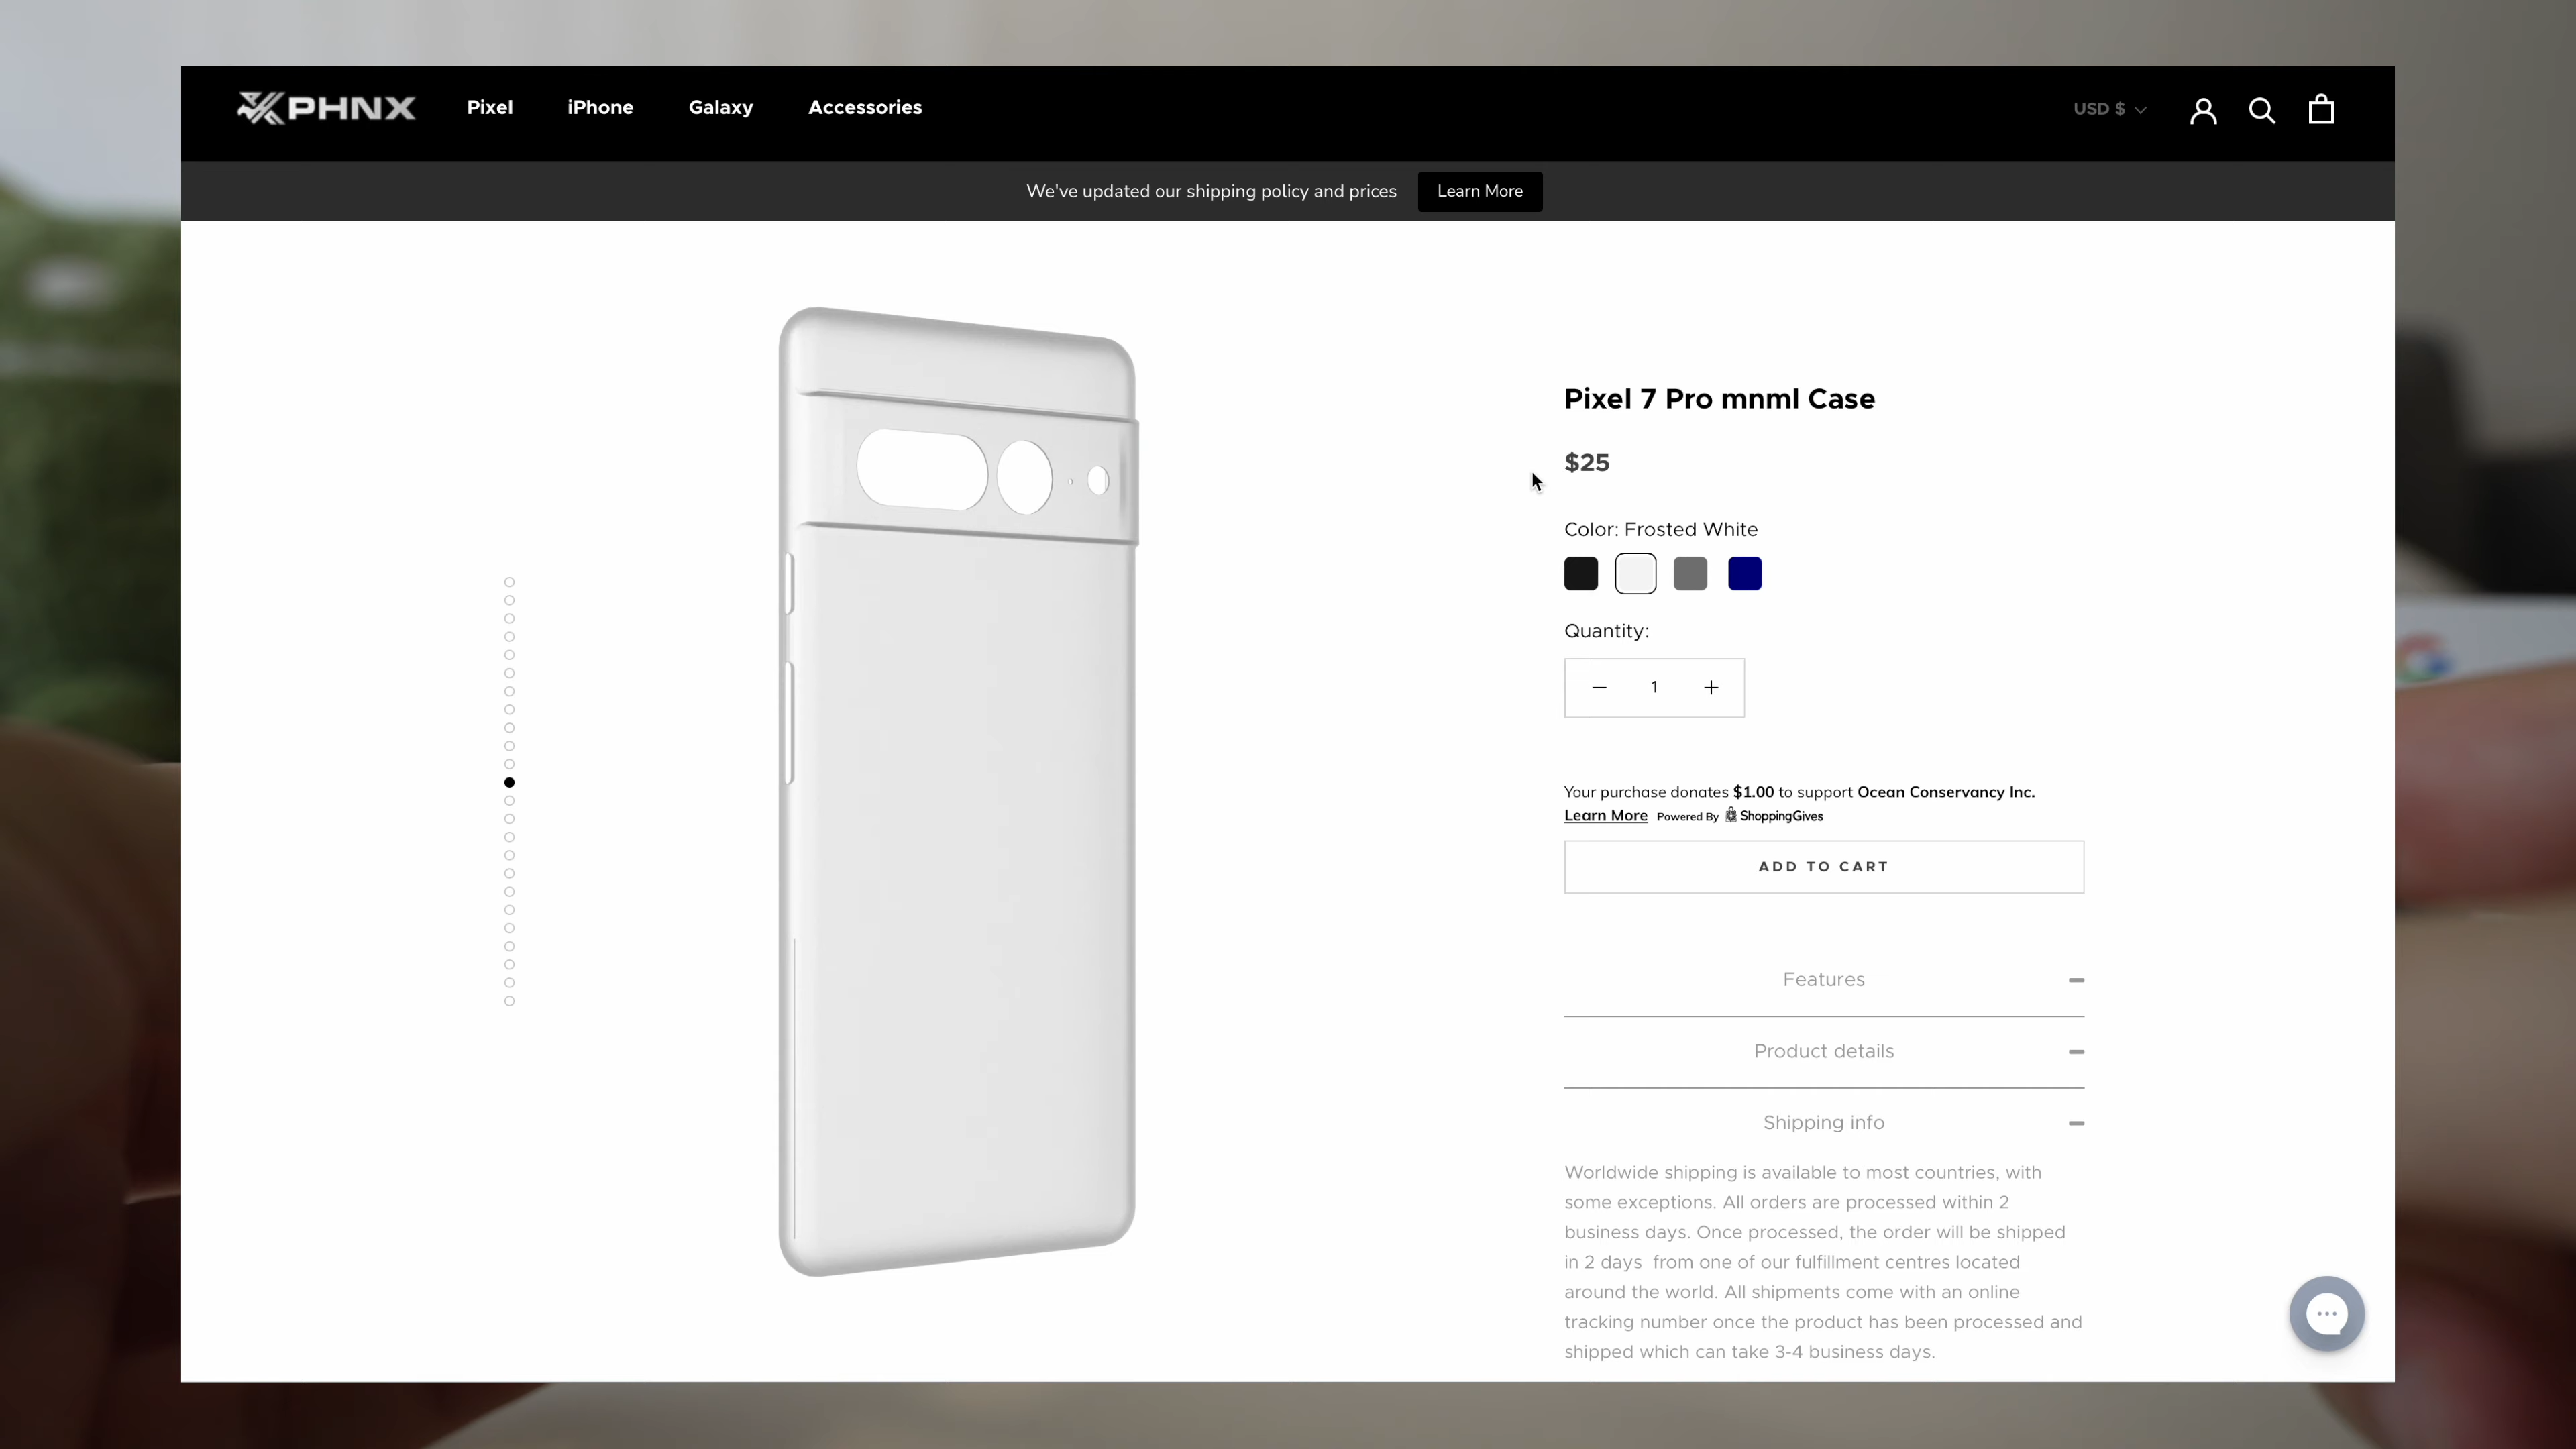 PHNX
Pixel
iPhone
Galaxy
Accessories
USD $
We've updated our shipping policy and prices
Learn More
Pixel 7 Pro mnml Case
$25
Color: Frosted White
Quantity:
1
Your purchase donates $1.00 to support Ocean Conservancy Inc.
Learn More Powered By ShoppingGives
ADD TO CART
Features
Product details
Shipping info
Worldwide shipping is available to most countries, with
some exceptions. All orders are processed within 2
business days. Once processed, the order will be shipped
in 2 days from one of our fulfillment centres located
around the world. All shipments come with an online
tracking number once the product has been processed and
shipped which can take 3-4 business days.